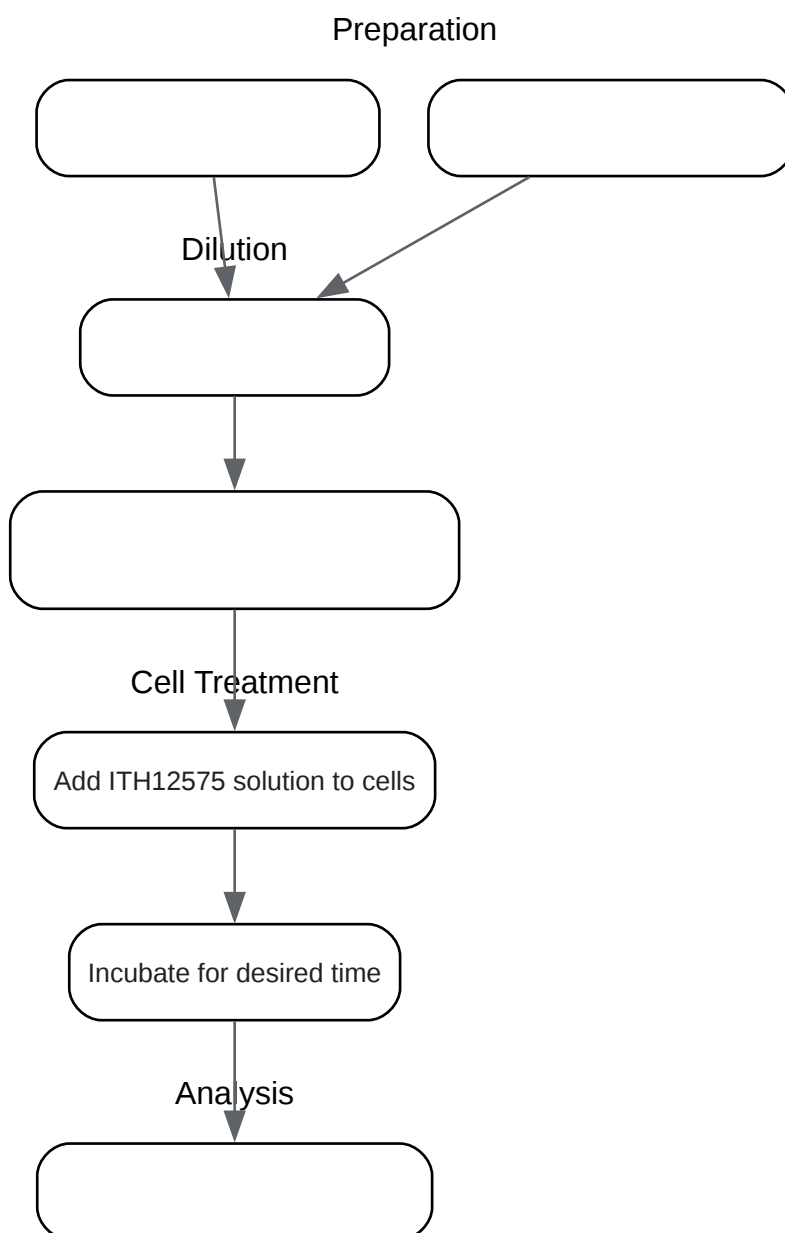 Preparation
Dilution
Cell Treatment
Add ITH12575 solution to cells
Incubate for desired time
Analysis